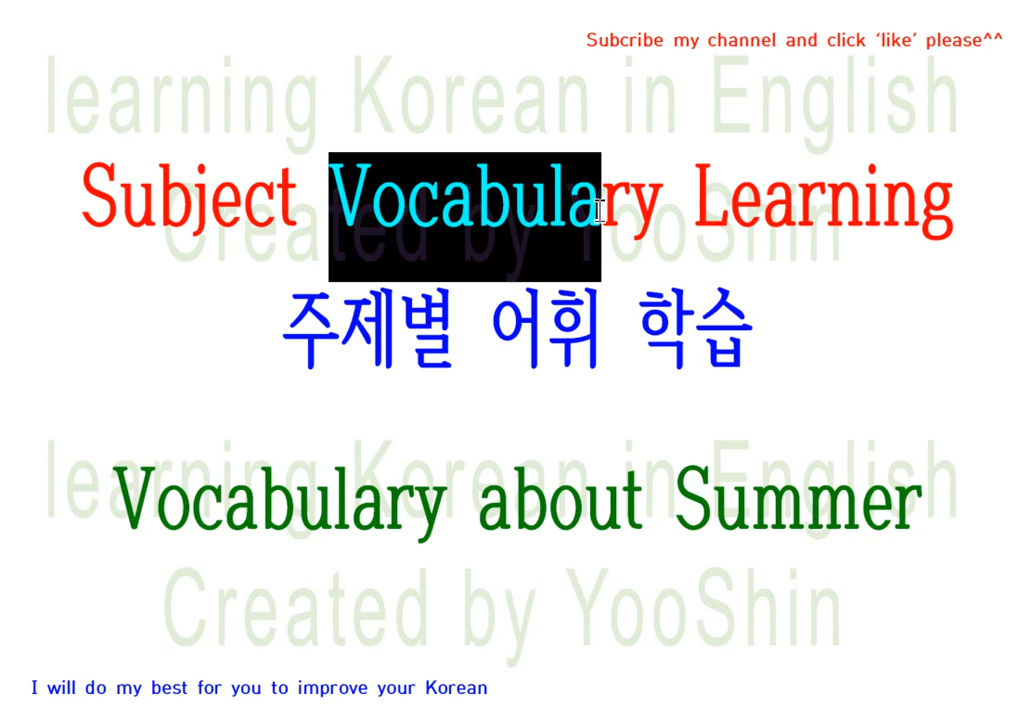 Subcribe my channel and click ‘like’ please^^
learning Korean in English
Subject Vocabulary Learning
Created by YooShin
주제별 어휘 학습
learning Korean in English
Vocabulary about Summer
Created by YooShin
I will do my best for you to improve your Korean